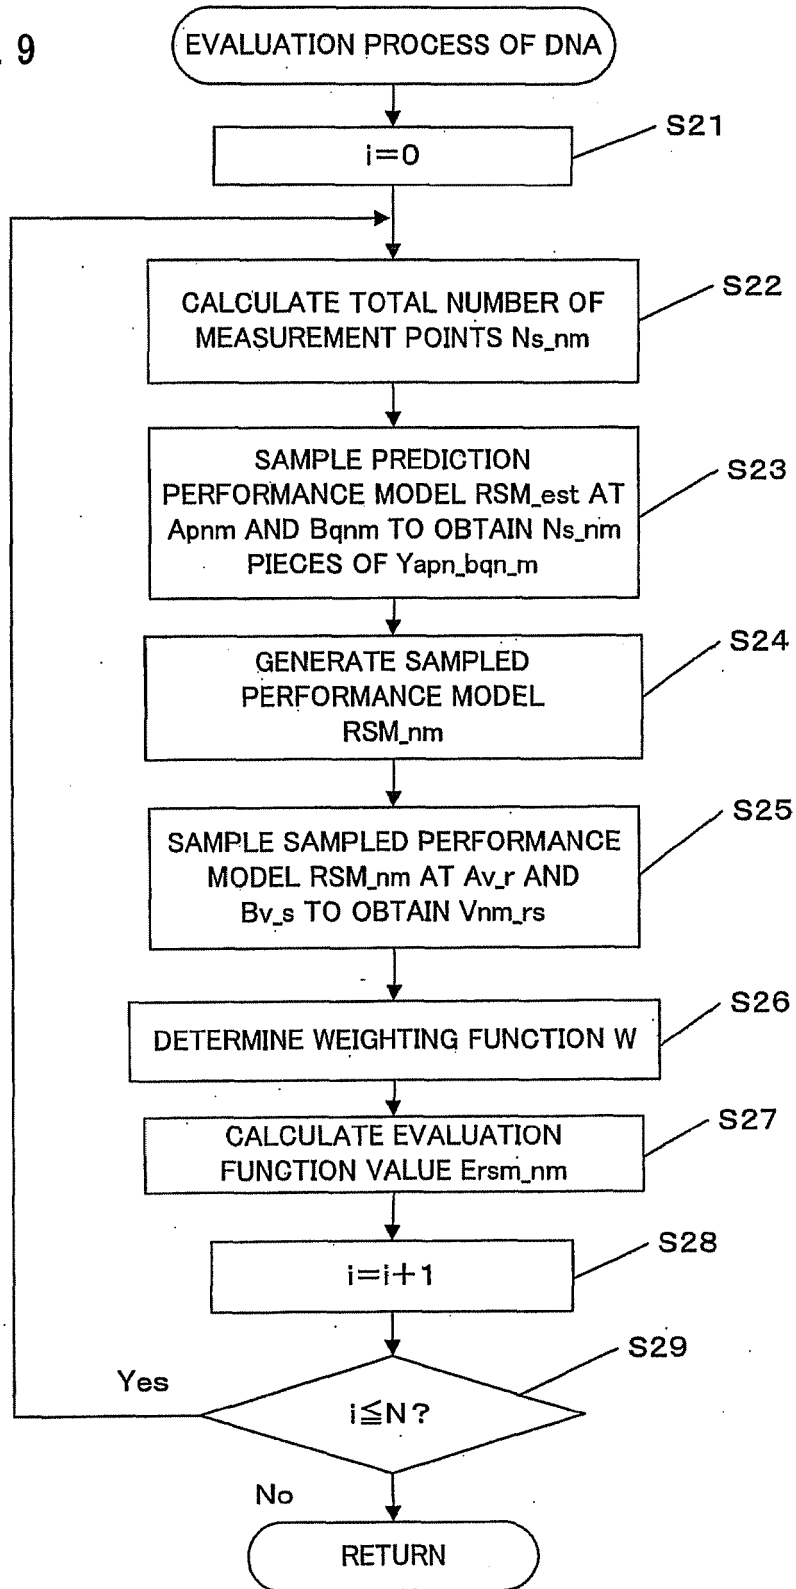 . 9
EVALUATION PROCESS OF DNA
S21
i=0
S22
CALCULATE TOTAL NUMBER OF
MEASUREMENT POINTS Ns_nm
S23
SAMPLE PREDICTION
PERFORMANCE MODEL RSM_est AT
Apnm AND Bqnm TO OBTAIN Ns_nm
PIECES OF Yapn_bqn_m
S24
GENERATE SAMPLED
PERFORMANCE MODEL
RSM_nm
S25
SAMPLE SAMPLED PERFORMANCE
MODEL RSM_nm AT Av_r AND
Bv_s TO OBTAIN Vnm_rs
S26
DETERMINE WEIGHTING FUNCTION W
S27
CALCULATE EVALUATION
FUNCTION VALUE Ersm_nm
S28
i=i+1
S29
Yes
i≦N?
No
RETURN